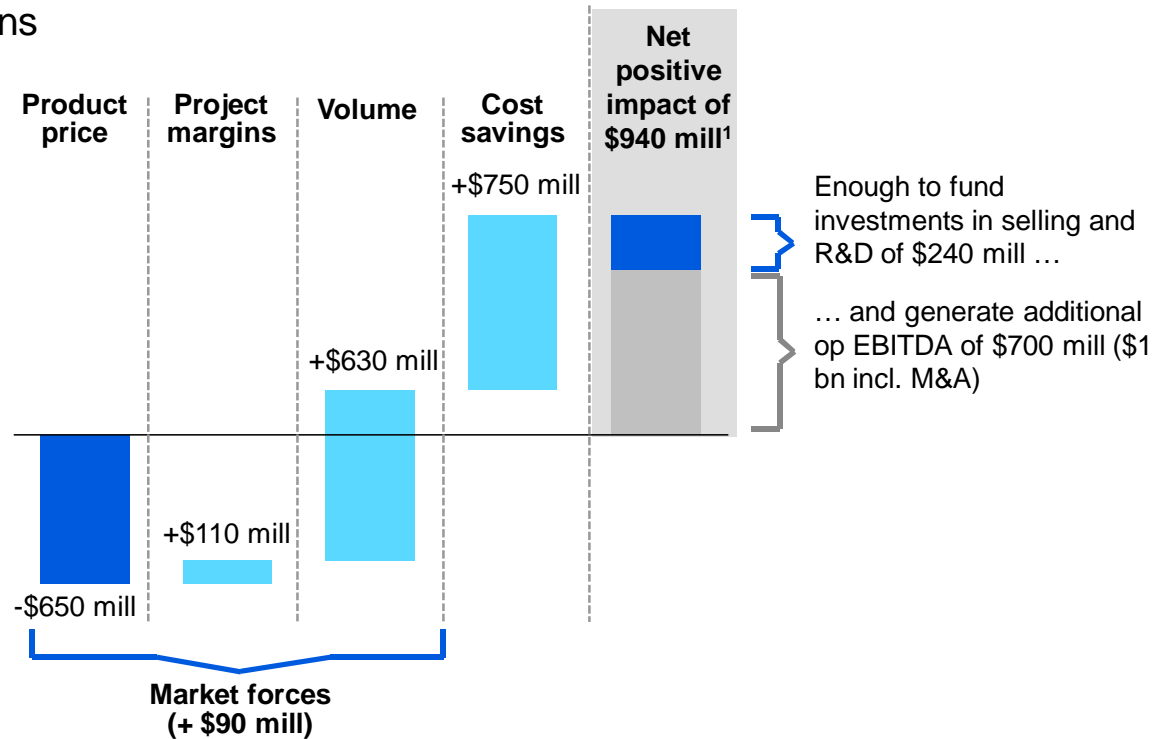 ns
Product
price
Project
margins
Volume
Cost
savings
Net
positive
impact of
$940 mill¹
+$750 mill
+$630 mill
+$110 mill
-$650 mill
Enough to fund
investments in selling and
R&D of $240 mill …
… and generate additional
op EBITDA of $700 mill ($1
bn incl. M&A)
Market forces
(+ $90 mill)